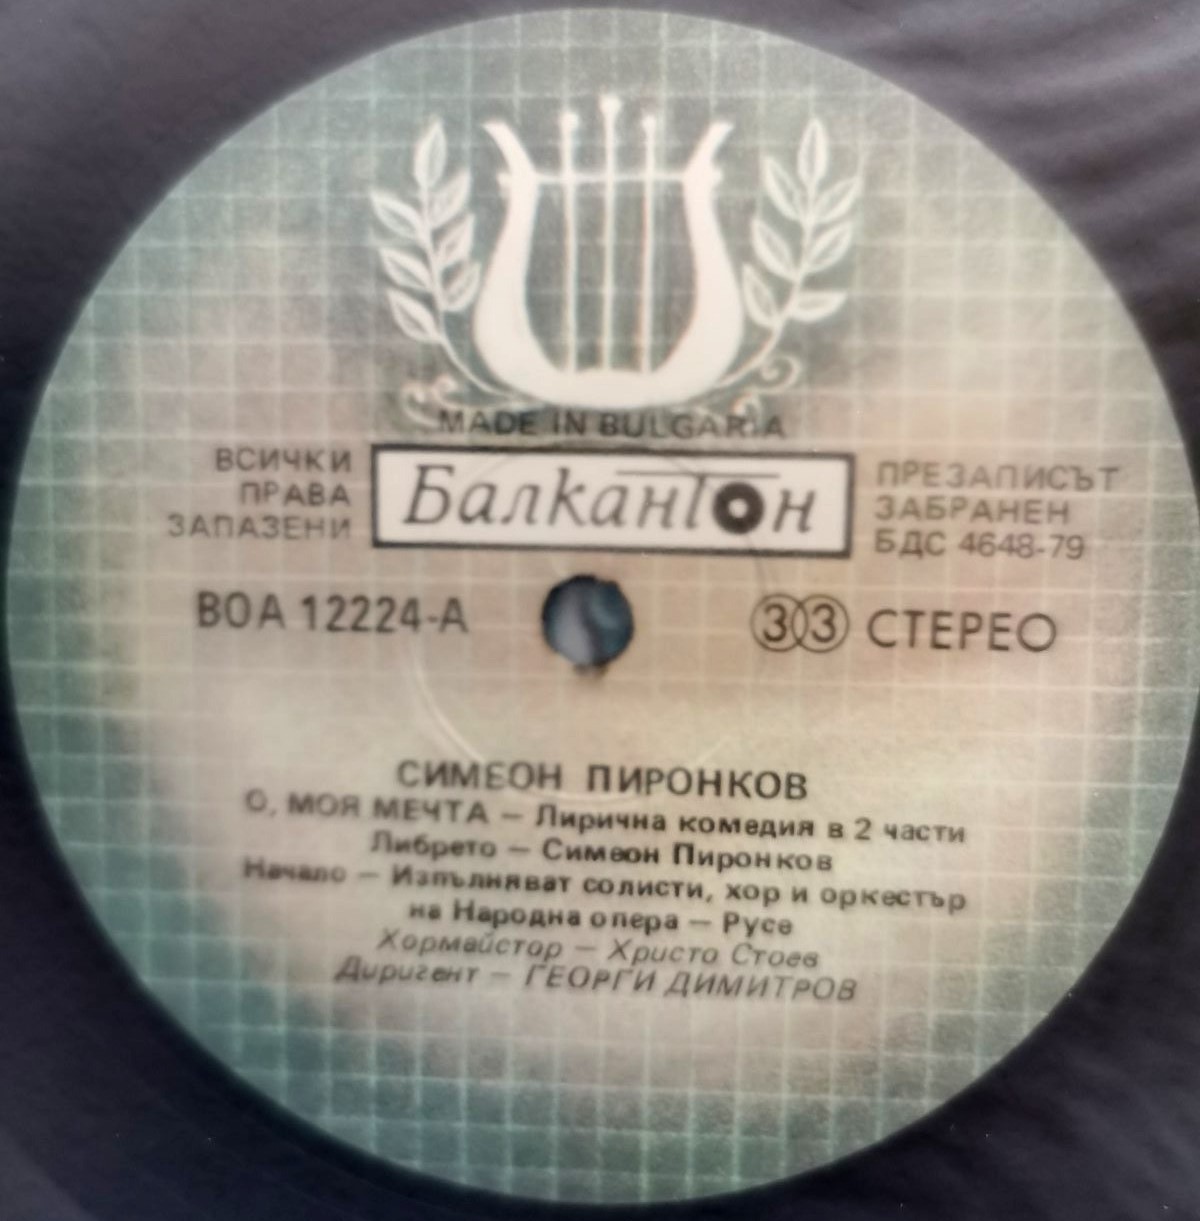 MADE IN BULGARIA
ВСИЧКИ
ПРАВА
ЗАПАЗЕНИ
Балкантон
ПРЕЗАПИСЪТ
ЗАБРАНЕН
БДС 4648-79
ВОА 12224-А
33 СТЕРЕО
СИМЕОН ПИРОНКОВ
О, МОЯ МЕЧТА – Лирична комедия в 2 части
Либрето – Симеон Пиронков
Начало – Изпълняват солисти, хор и оркестър
на Народна опера – Русе
Хормайстор – Христо Стоев
Диригент – ГЕОРГИ ДИМИТРОВ